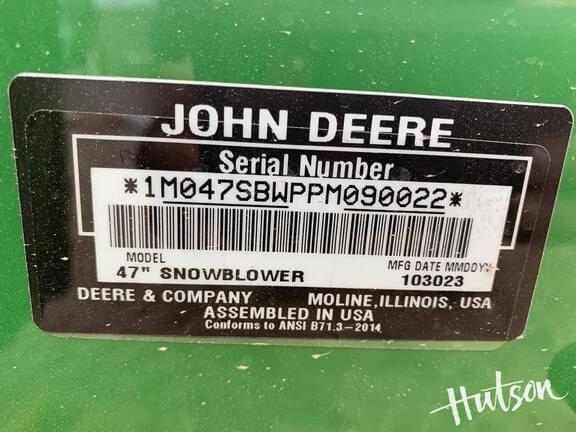 JOHN DEERE
Serial Number
*1M047SBWPPM090022*
MODEL MFG DATE MMDDYY
47" SNOWBLOWER 103023
DEERE & COMPANY MOLINE, ILLINOIS, USA
ASSEMBLED IN USA
Conforms to ANSI B71.3-2014
Hutson